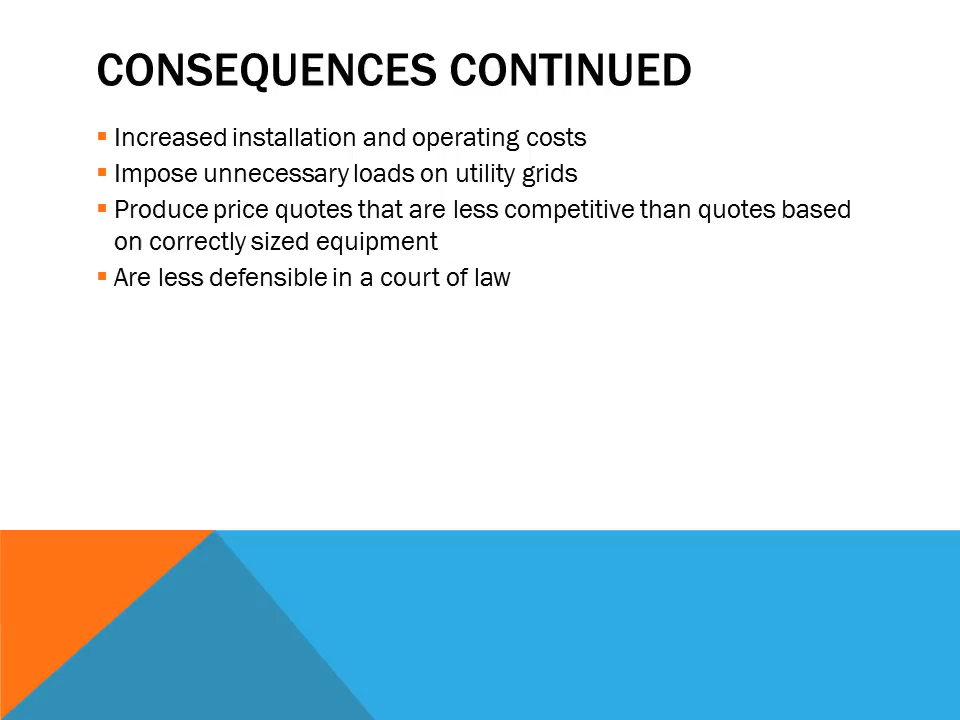 CONSEQUENCES CONTINUED
Increased installation and operating costs
Impose unnecessary loads on utility grids
Produce price quotes that are less competitive than quotes based
on correctly sized equipment
Are less defensible in a court of law